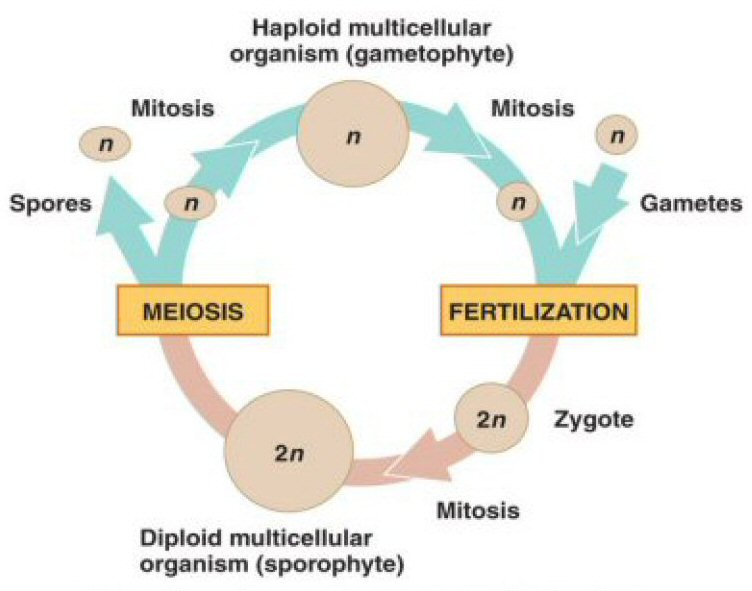 Haploid multicellular
organism (gametophyte)
Mitosis
Mitosis
n
n
n
Spores
n
n
Gametes
MEIOSIS
FERTILIZATION
2n
Zygote
2n
Mitosis
Diploid multicellular
organism (sporophyte)